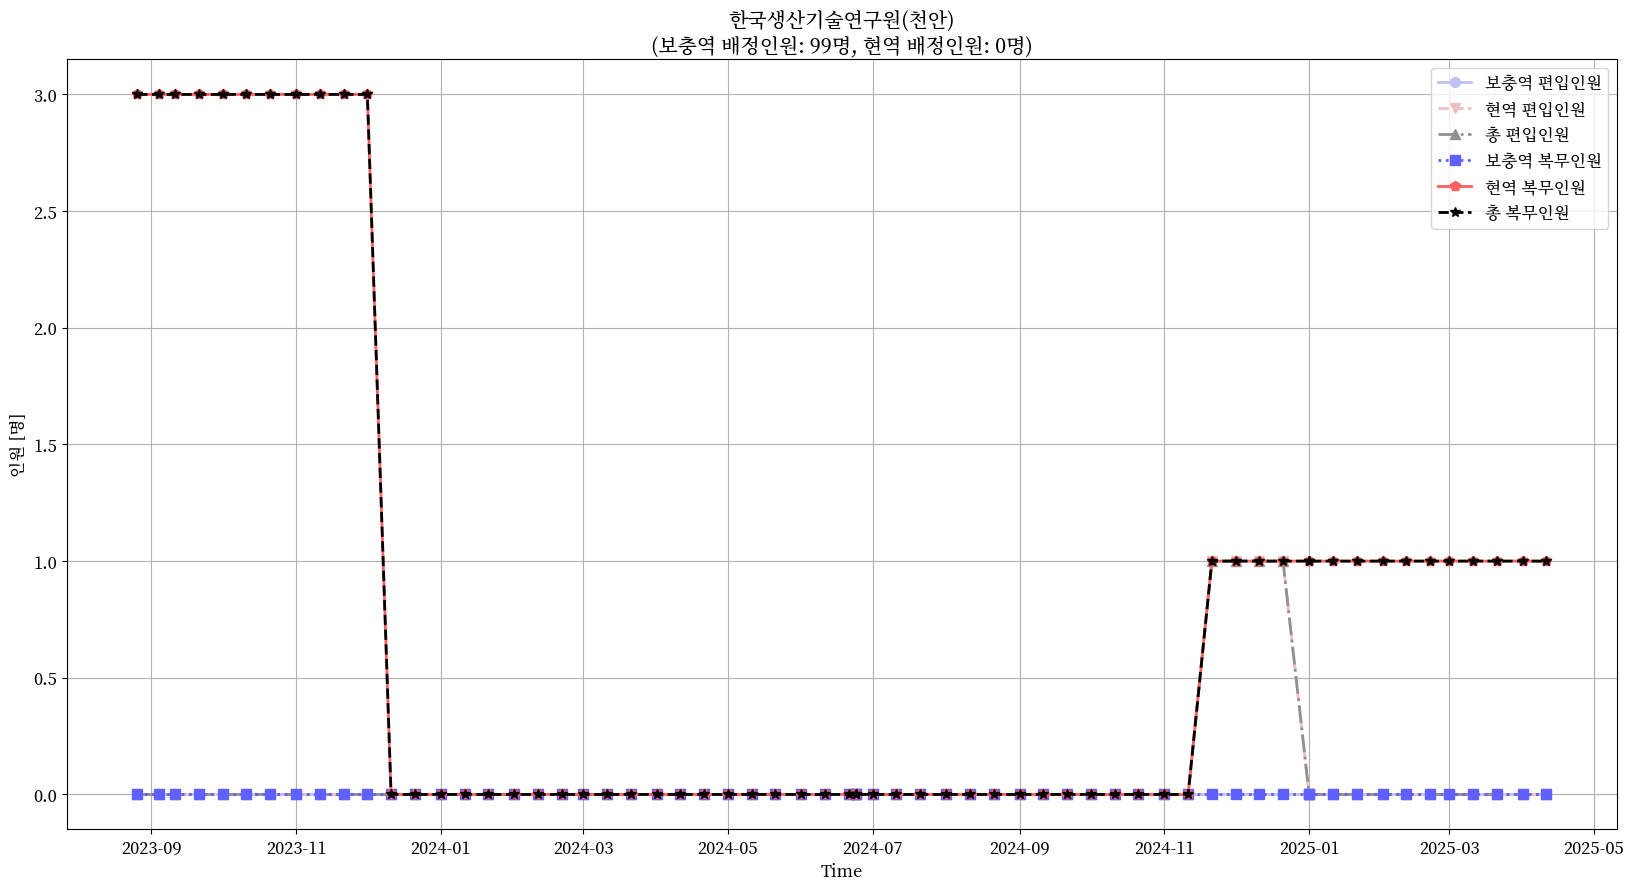 한국생산기술연구원(천안)
(보충역 배정인원: 99명, 현역 배정인원: 0명)
보충역 편입인원
현역 편입인원
총 편입인원
보충역 복무인원
현역 복무인원
총 복무인원
3.0
2.5
2.0
1.5
1.0
0.5
0.0
인원 [명]
2023-09 2023-11 2024-01 2024-03 2024-05 2024-07 2024-09 2024-11 2025-01 2025-03 2025-05
Time